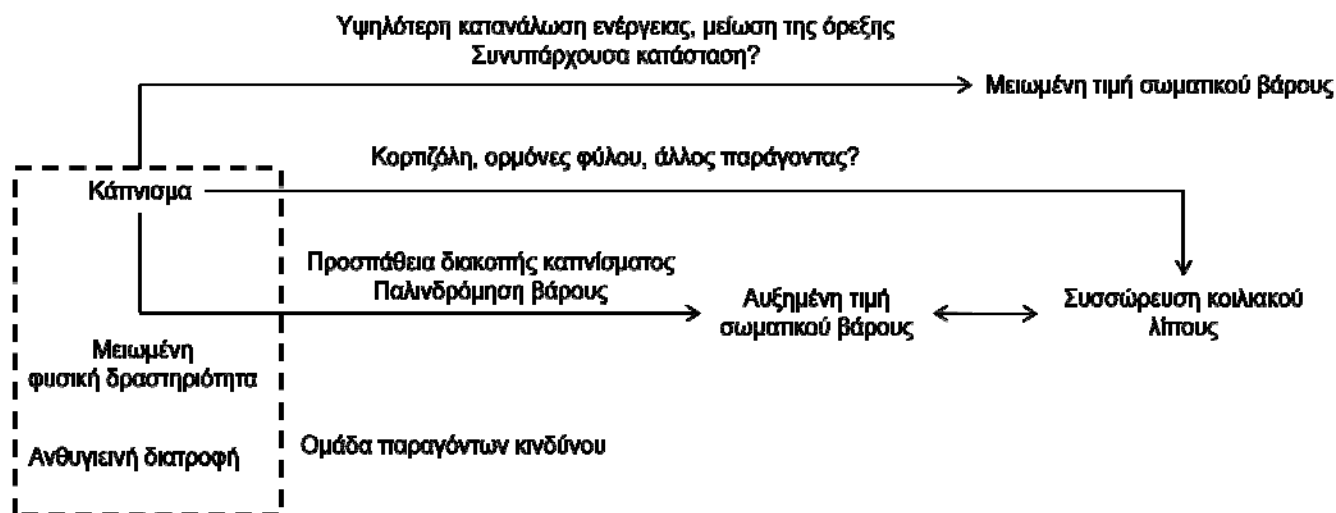 Υψηλότερη κατανάλωση ενέργειας, μείωση της όρεξης
Συνυπάρχουσα κατάσταση?
Μειωμένη τιμή σωματικού βάρους
Κορτιζόλη, ορμόνες φύλου, άλλος παράγοντας?
Κάπνισμα
Προσπάθεια διακοπής καπνίσματος
Παλινδρόμηση βάρους
Αυξημένη τιμή
σωματικού βάρους
Συσσώρευση κοιλιακού
λίπους
Μειωμένη
φυσική δραστηριότητα
Ανθυγιεινή διατροφή
Ομάδα παραγόντων κινδύνου